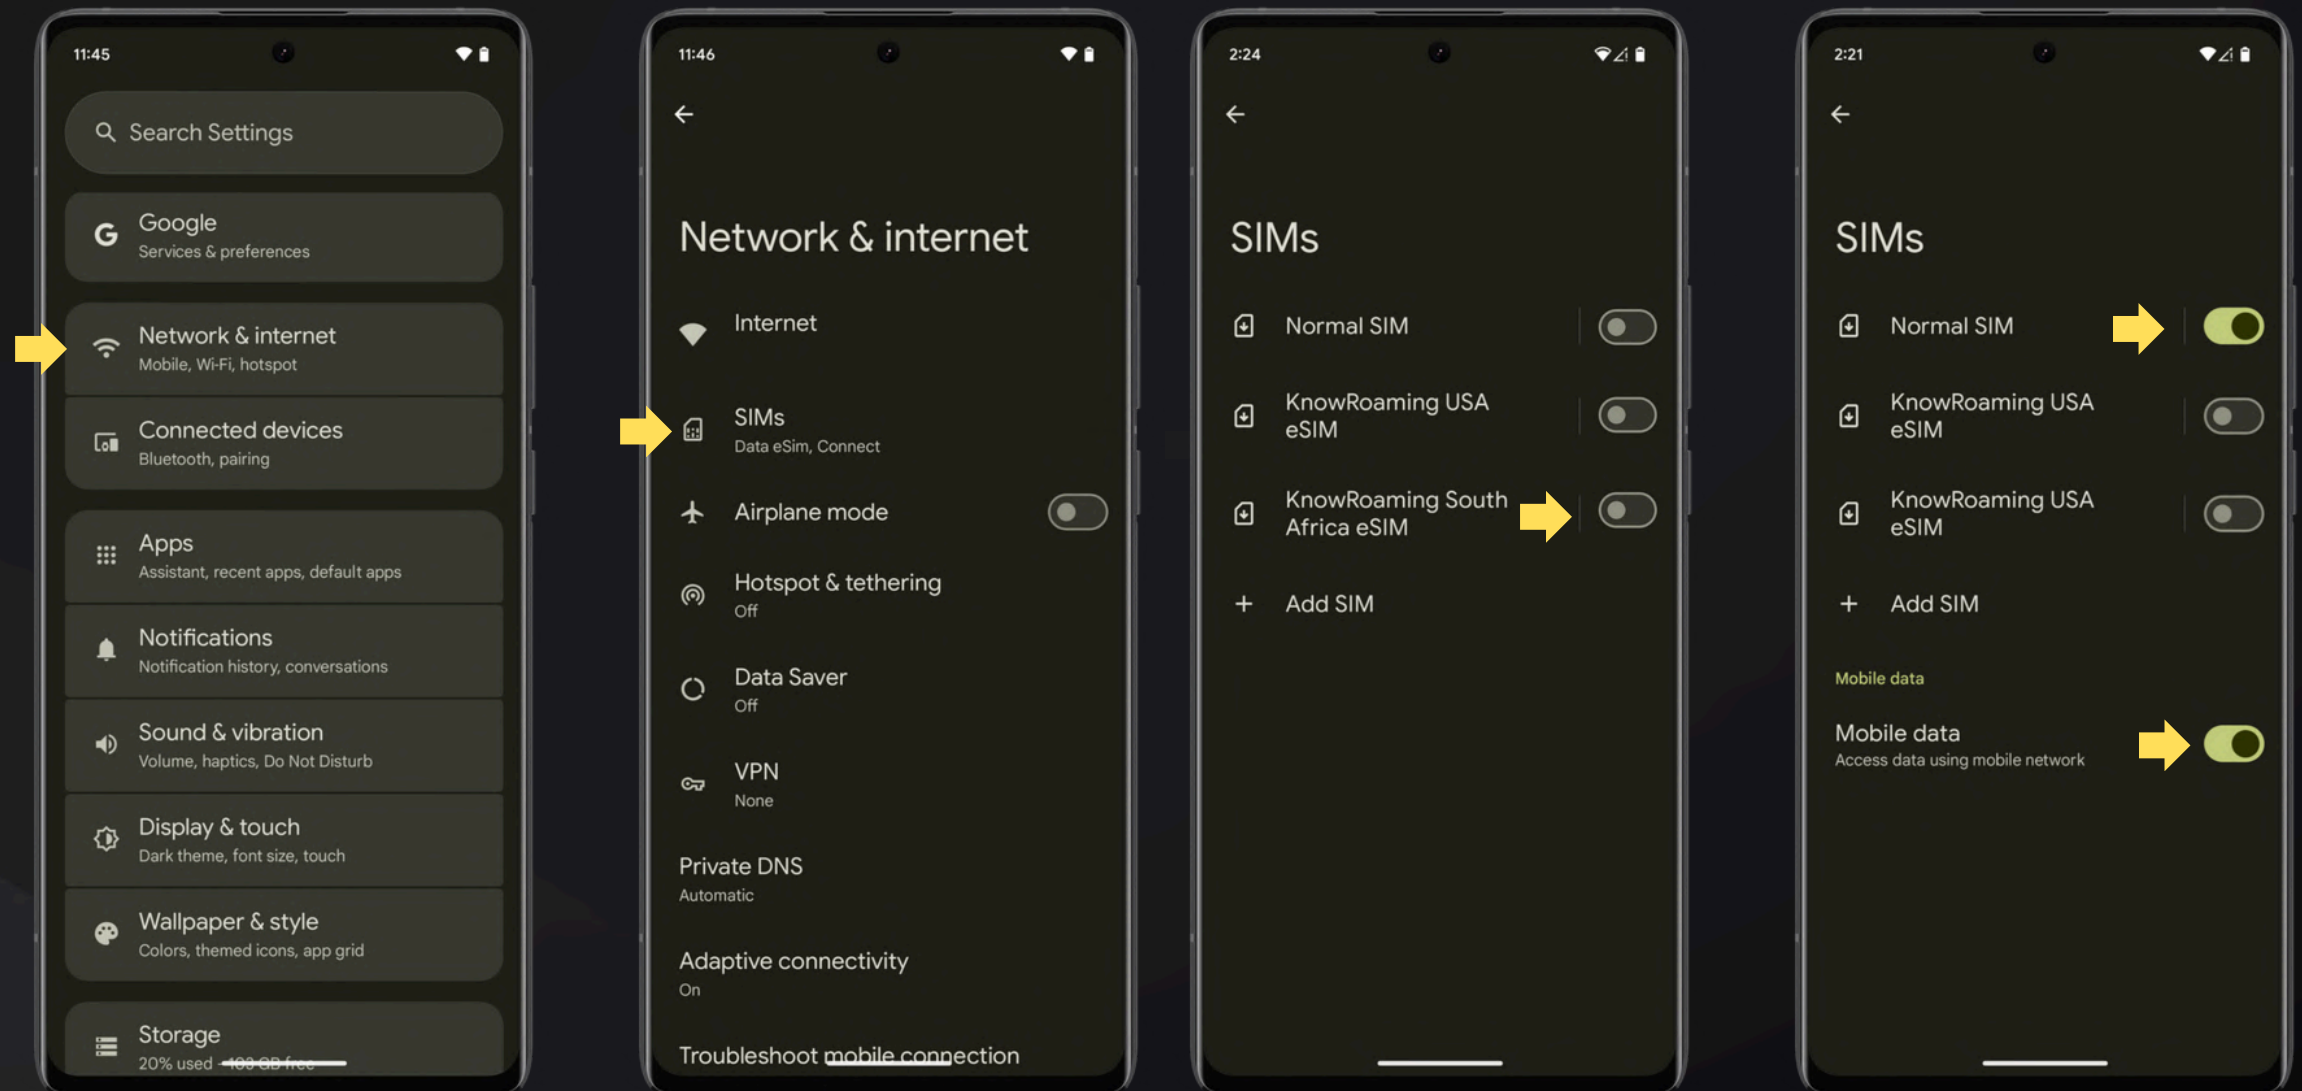 11:45
Search Settings
Google
Services & preferences
Network & internet
Mobile, Wi-Fi, hotspot
Connected devices
Bluetooth, pairing
Apps
Assistant, recent apps, default apps
Notifications
Notification history, conversations
Sound & vibration
Volume, haptics, Do Not Disturb
Display & touch
Dark theme, font size, touch
Wallpaper & style
Colors, themed icons, app grid
Storage
20% used - 103 GB free
11:46
Network & internet
Internet
SIMs
Data eSim, Connect
Airplane mode
Hotspot & tethering
Off
Data Saver
Off
VPN
None
Private DNS
Automatic
Adaptive connectivity
On
Troubleshoot mobile connection
2:24
SIMs
Normal SIM
KnowRoaming USA
eSIM
KnowRoaming South
Africa eSIM
Add SIM
2:21
SIMs
Normal SIM
KnowRoaming USA
eSIM
KnowRoaming USA
eSIM
Add SIM
Mobile data
Mobile data
Access data using mobile network